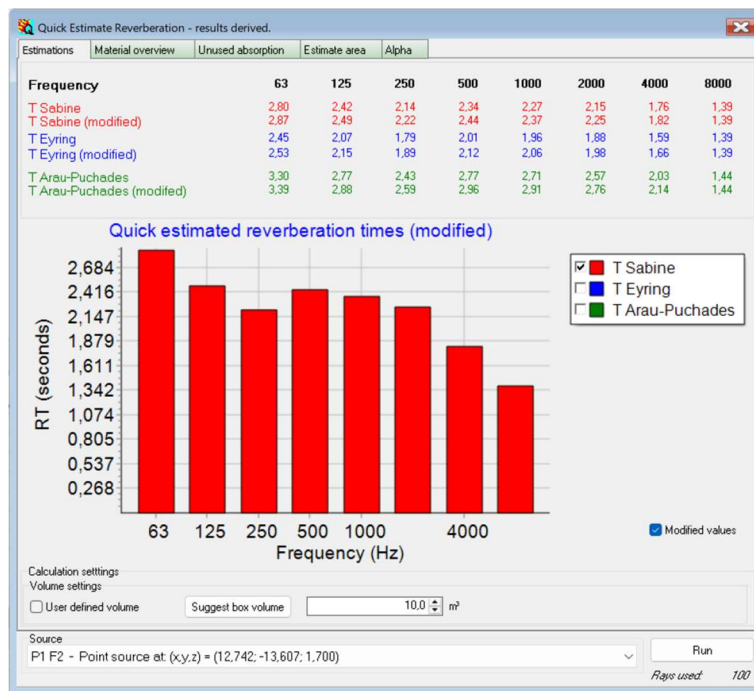 Quick Estimate Reverberation - results derived.
Estimations Material overview Unused absorption Estimate area Alpha
Frequency 63 125 250 500 1000 2000 4000 8000
T Sabine 2,80 2,42 2,14 2,34 2,27 2,15 1,76 1,39
T Sabine (modified) 2,87 2,49 2,22 2,44 2,37 2,25 1,82 1,39
T Eyring 2,45 2,07 1,79 2,01 1,96 1,88 1,59 1,39
T Eyring (modified) 2,53 2,15 1,89 2,12 2,06 1,98 1,66 1,39
T Arau-Puchades 3,30 2,77 2,43 2,77 2,71 2,57 2,03 1,44
T Arau-Puchades (modifed) 3,39 2,88 2,59 2,96 2,91 2,76 2,14 1,44
Quick estimated reverberation times (modified)
2,684
2,416
2,147
1,879
1,611
1,342
1,074
0,805
0,537
0,268
RT (seconds)
63 125 250 500 1000 4000
Frequency (Hz)
T Sabine
T Eyring
T Arau-Puchades
Modified values
Calculation setttings
Volume settings
User defined volume Suggest box volume 10,0 m³
Source
P1 F2 - Point source at: (x,y,z) = (12,742; -13,607; 1,700)
Run
Rays used: 100